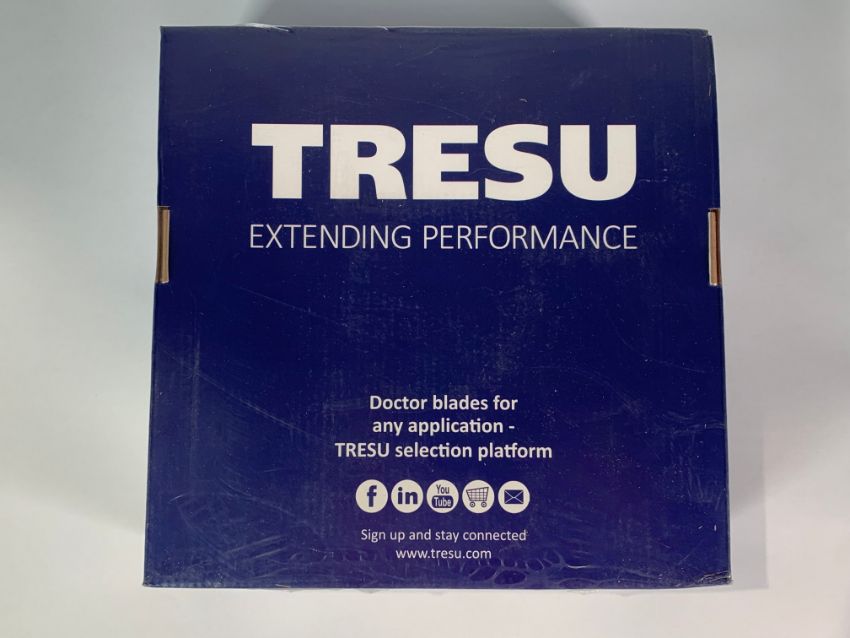 TRESU
EXTENDING PERFORMANCE
Doctor blades for
any application -
TRESU selection platform
f in You Tube
Sign up and stay connected
www.tresu.com